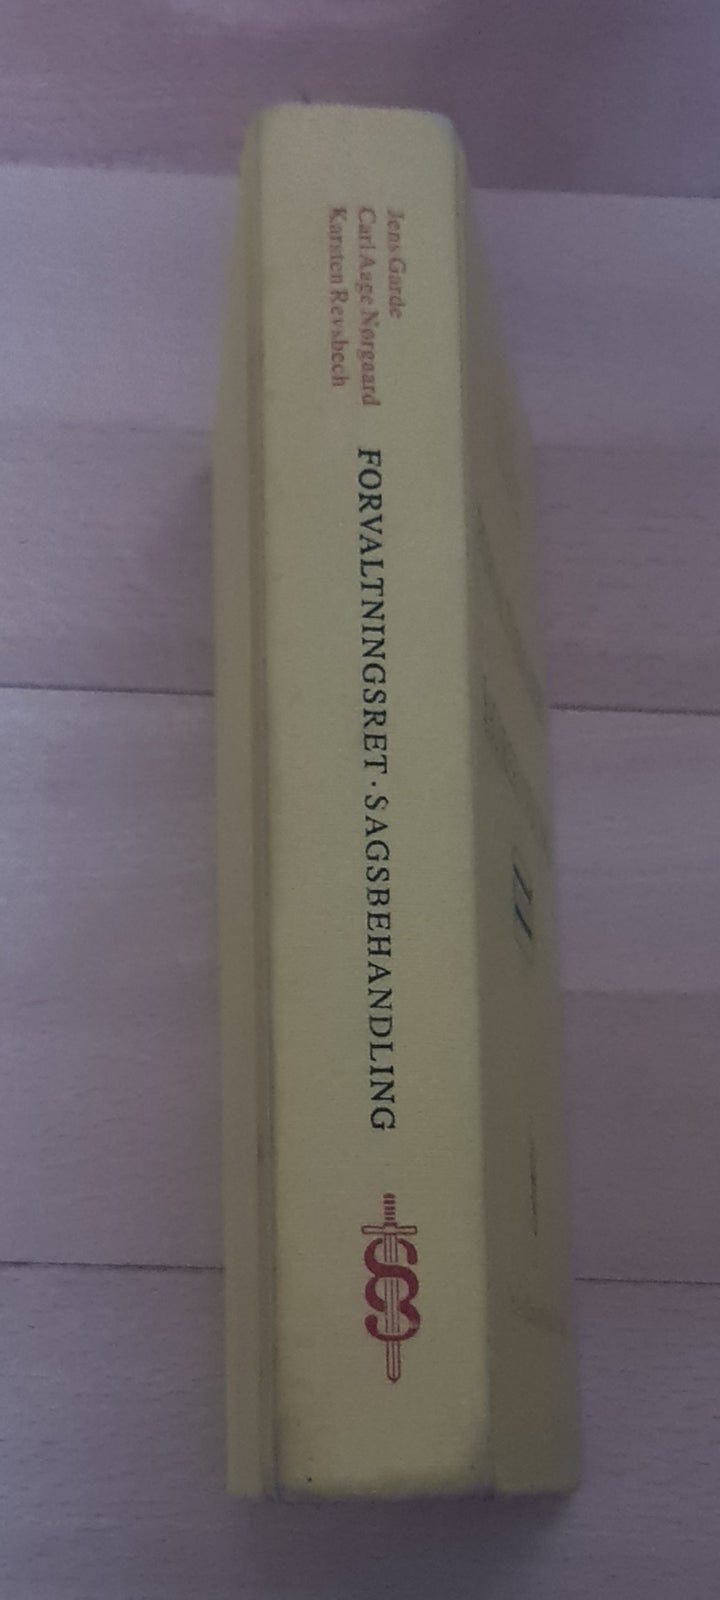 Jens Garde
Carl Aage Nørgaard
Karsten Revsbech
FORVALTNINGSRET · SAGSBEHANDLING